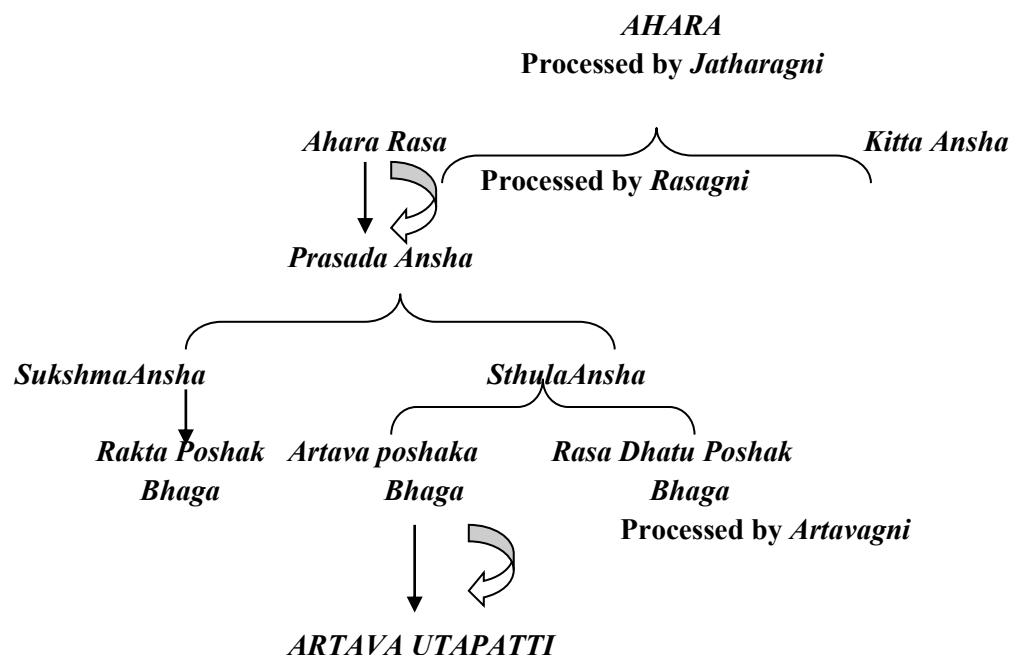 AHARA
Processed by Jatharagni
Ahara Rasa
Kitta Ansha
Processed by Rasagni
Prasada Ansha
SukshmaAnsha
SthulaAnsha
Rakta Poshak
Bhaga
Artava poshaka
Bhaga
Rasa Dhatu Poshak
Bhaga
Processed by Artavagni
ARTAVA UTAPATTI